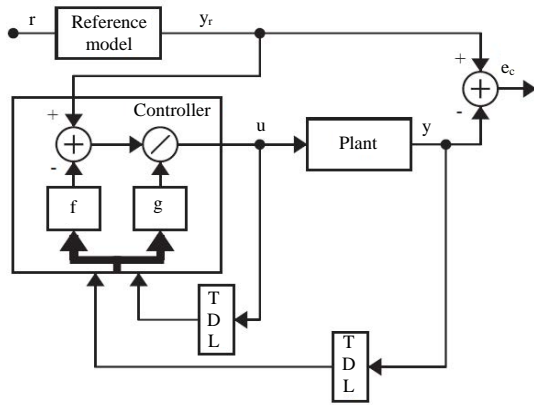 r
Reference
model
yr
+
ec
-
Controller
+
-
u
Plant
y
f
g
T
D
L
T
D
L